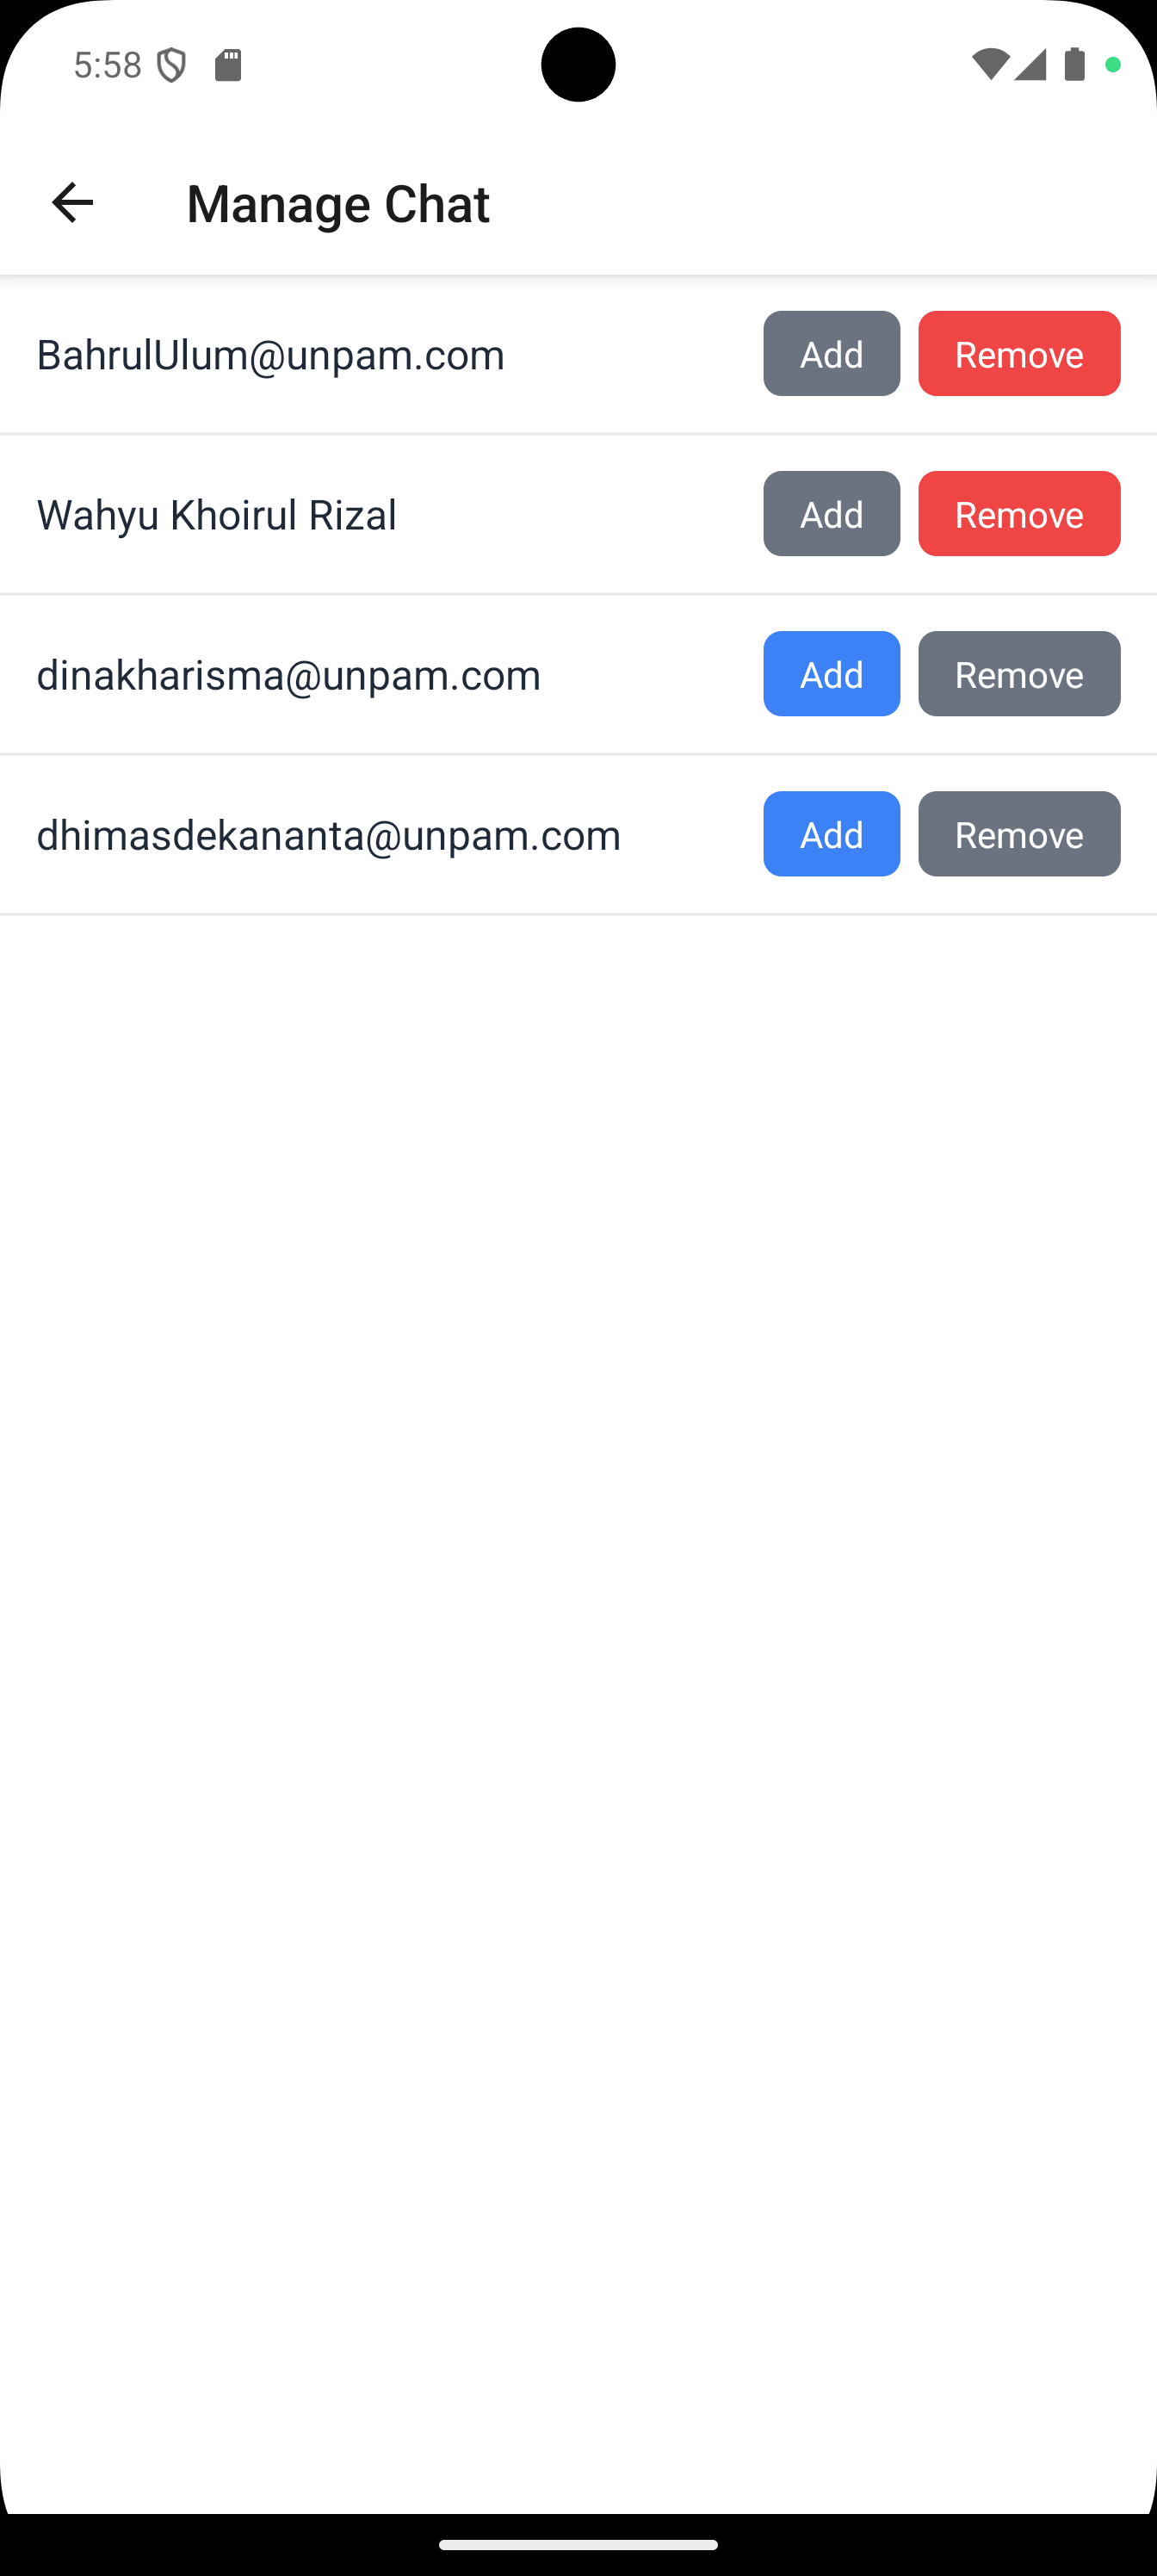 5:58
Manage Chat
BahrulUlum@unpam.com Add Remove
Wahyu Khoirul Rizal Add Remove
dinakharisma@unpam.com Add Remove
dhimasdekananta@unpam.com Add Remove